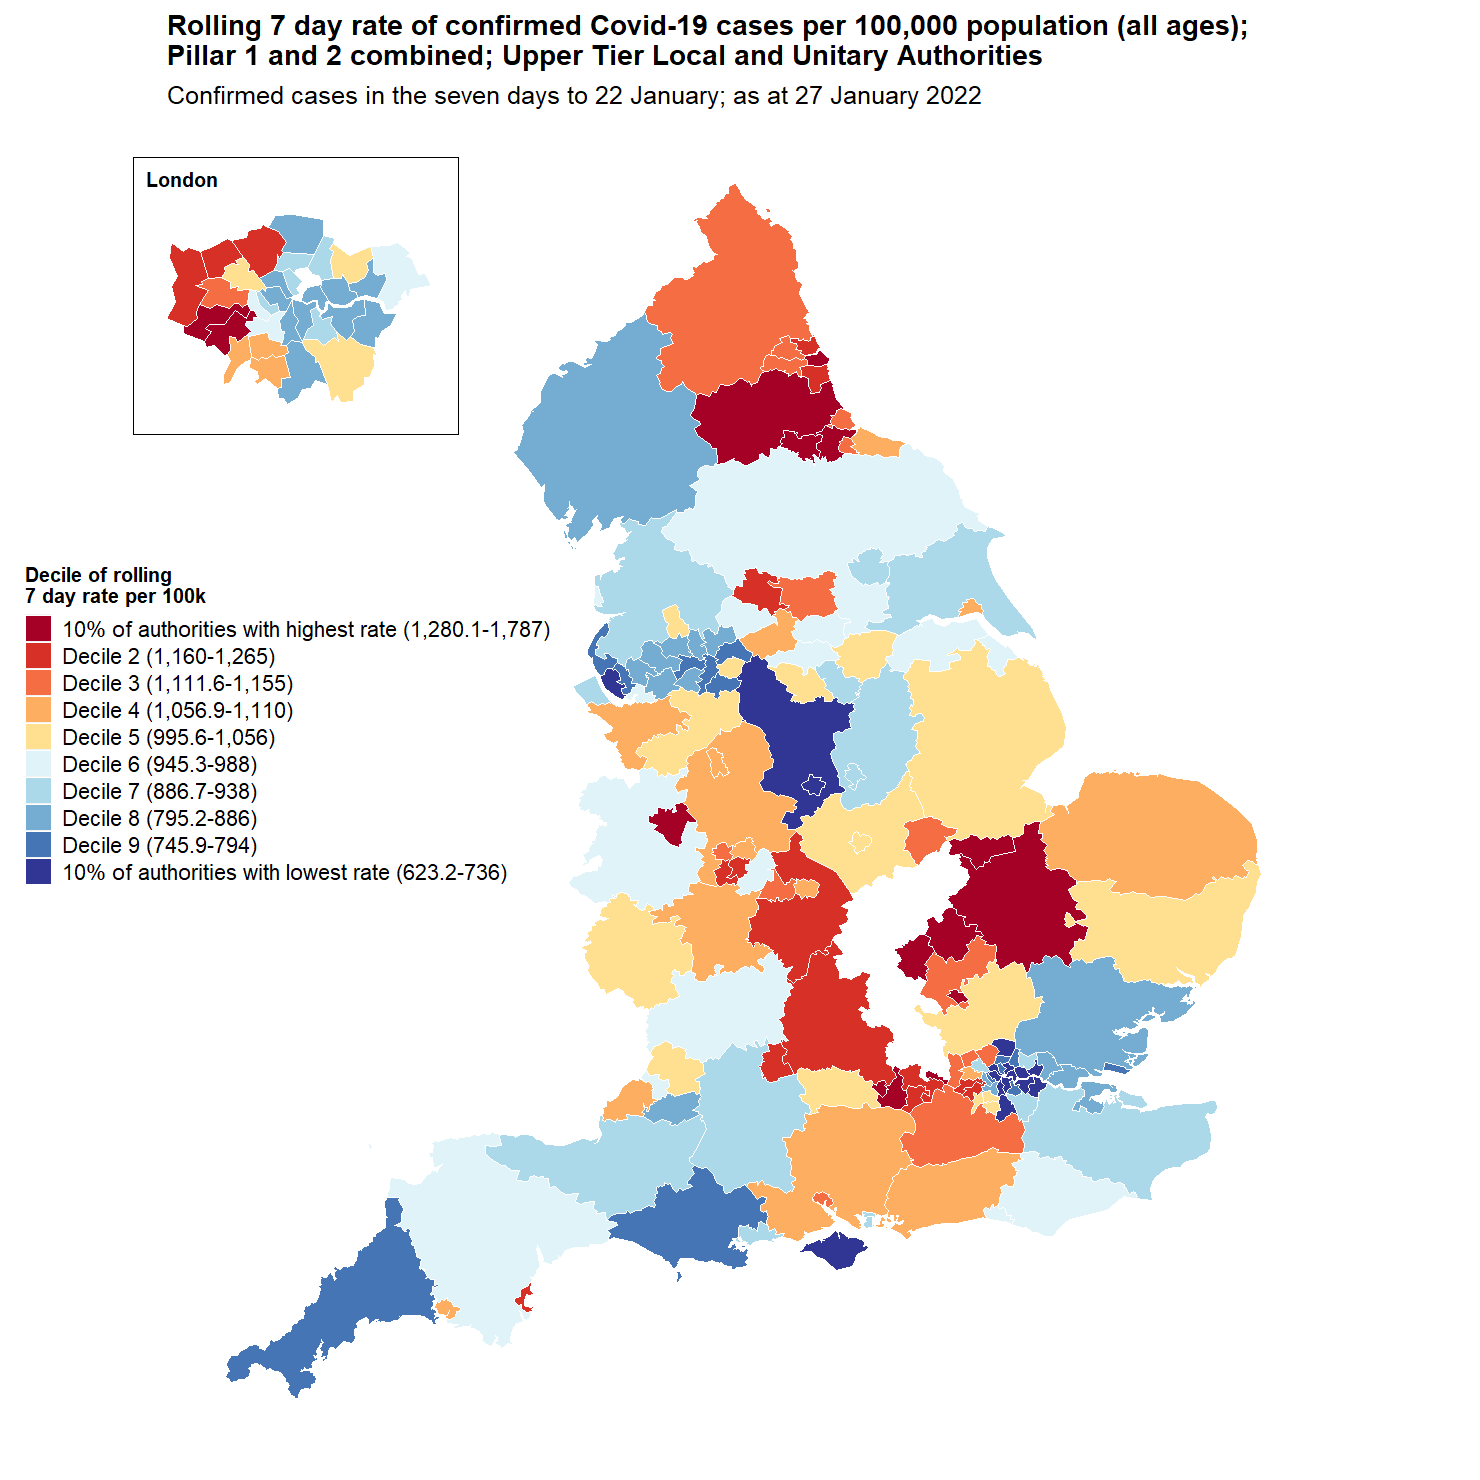 Rolling 7 day rate of confirmed Covid-19 cases per 100,000 population (all ages);
Pillar 1 and 2 combined; Upper Tier Local and Unitary Authorities
Confirmed cases in the seven days to 22 January; as at 27 January 2022
London
Decile of rolling
7 day rate per 100k
10% of authorities with highest rate (1,280.1-1,787)
Decile 2 (1,160-1,265)
Decile 3 (1,111.6-1,155)
Decile 4 (1,056.9-1,110)
Decile 5 (995.6-1,056)
Decile 6 (945.3-988)
Decile 7 (886.7-938)
Decile 8 (795.2-886)
Decile 9 (745.9-794)
10% of authorities with lowest rate (623.2-736)